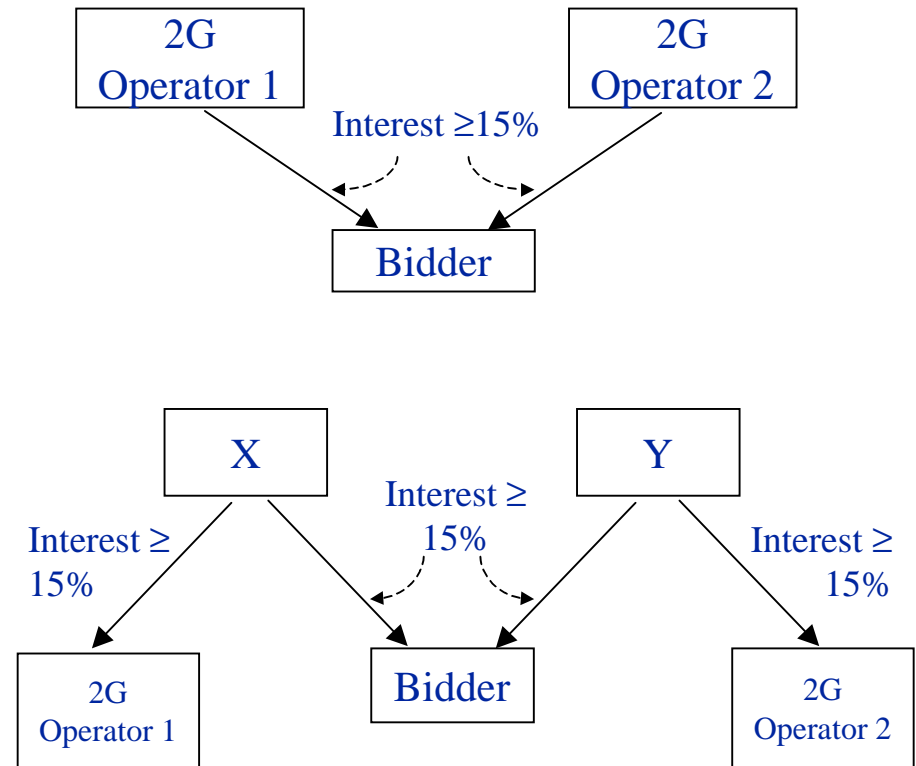 2G
Operator 1
2G
Operator 2
Interest ≥15%
Bidder
X
Y
Interest ≥
15%
Interest ≥
15%
Interest ≥
15%
2G
Operator 1
Bidder
2G
Operator 2